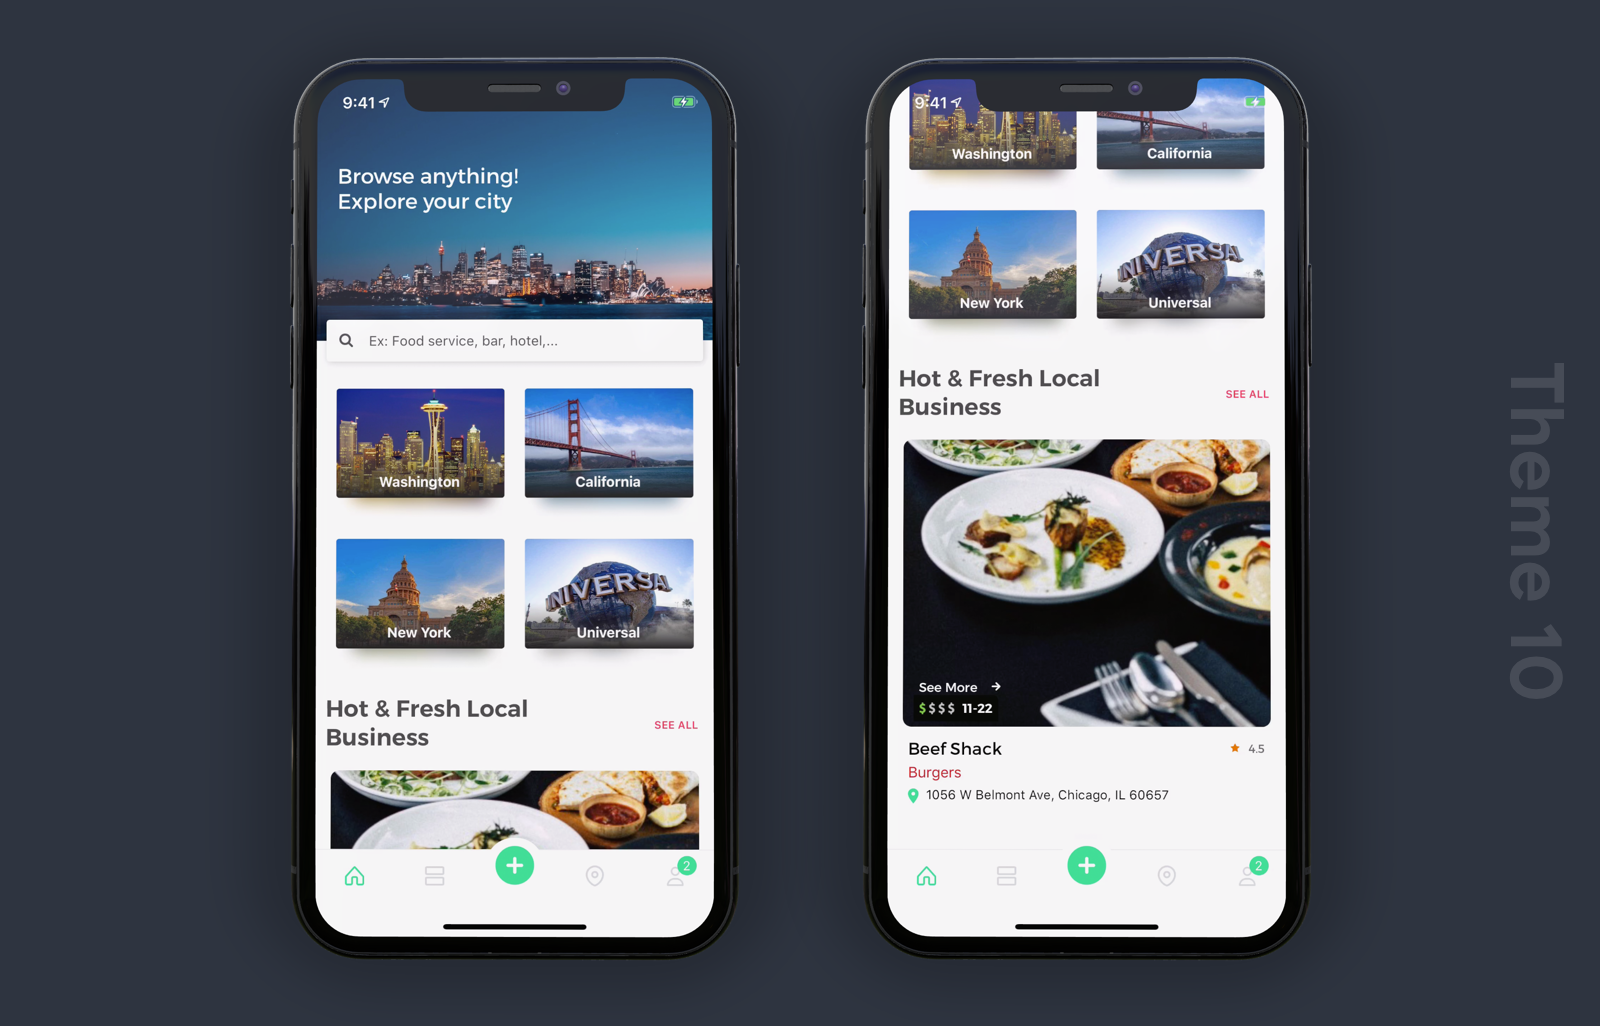 9:41
Browse anything!
Explore your city
Ex: Food service, bar, hotel,...
Washington
California
New York
UNIVERSAL
Universal
Hot & Fresh Local
Business
SEE ALL
2
9:41
Washington
California
New York
UNIVERSAL
Universal
Hot & Fresh Local
Business
SEE ALL
See More
$$$$ 11-22
Beef Shack
4.5
Burgers
1056 W Belmont Ave, Chicago, IL 60657
2
Theme 10